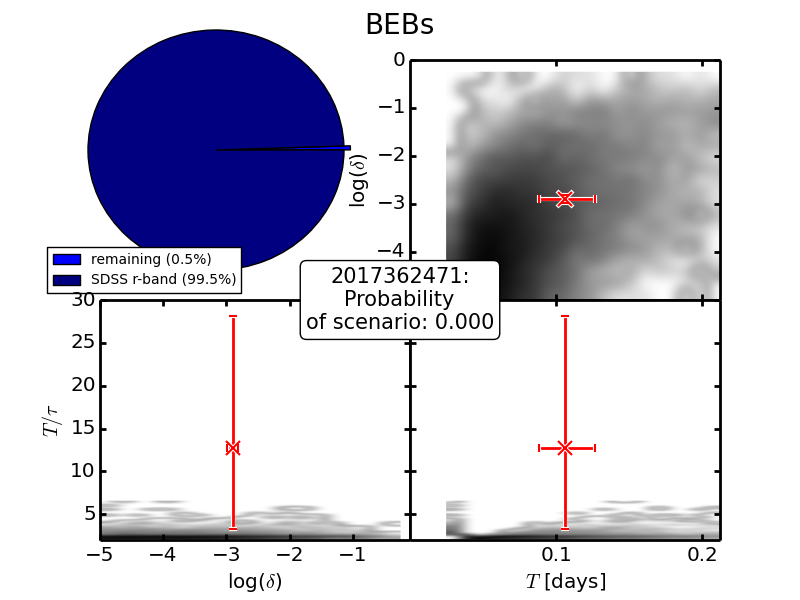 BEBs
remaining (0.5%)
SDSS r-band (99.5%)
0
−1
−2
−3
−4
log(δ)
2017362471:
Probability
of scenario: 0.000
30
25
20
15
10
5
T/τ
−5 −4 −3 −2 −1
log(δ)
0.1 0.2
T [days]